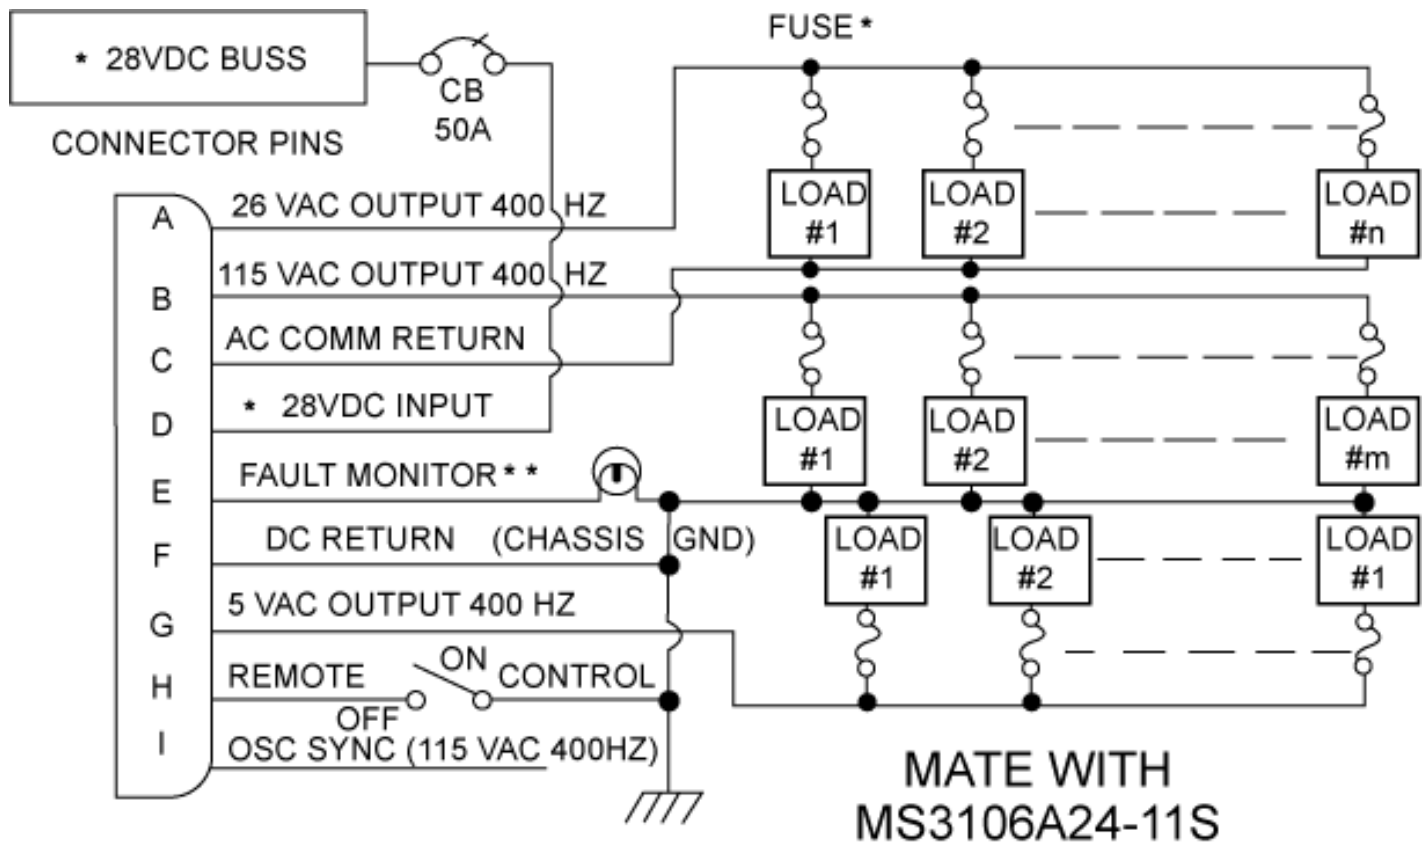 * 28VDC BUSS
CB
50A
FUSE *
CONNECTOR PINS
A
26 VAC OUTPUT 400 HZ
LOAD
#1
LOAD
#2
LOAD
#n
B
115 VAC OUTPUT 400 HZ
C
AC COMM RETURN
D
* 28VDC INPUT
LOAD
#1
LOAD
#2
LOAD
#m
E
FAULT MONITOR * *
F
DC RETURN (CHASSIS GND)
LOAD
#1
LOAD
#2
LOAD
#1
G
5 VAC OUTPUT 400 HZ
H
REMOTE
ON
CONTROL
OFF
I
OSC SYNC (115 VAC 400HZ)
MATE WITH
MS3106A24-11S